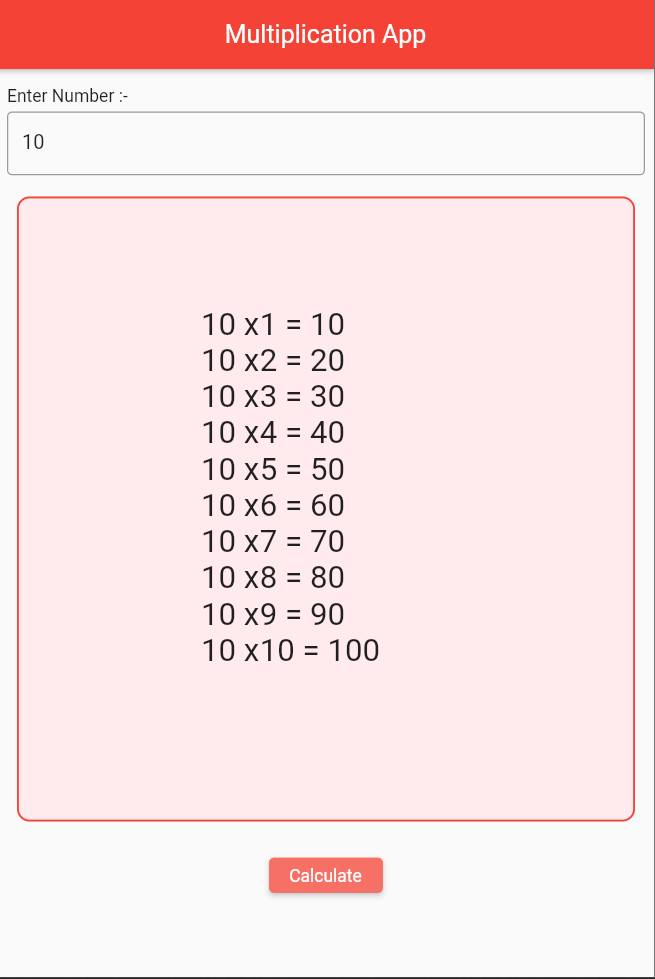 Multiplication App
Enter Number :-
10
10 x1 = 10
10 x2 = 20
10 x3 = 30
10 x4 = 40
10 x5 = 50
10 x6 = 60
10 x7 = 70
10 x8 = 80
10 x9 = 90
10 x10 = 100
Calculate